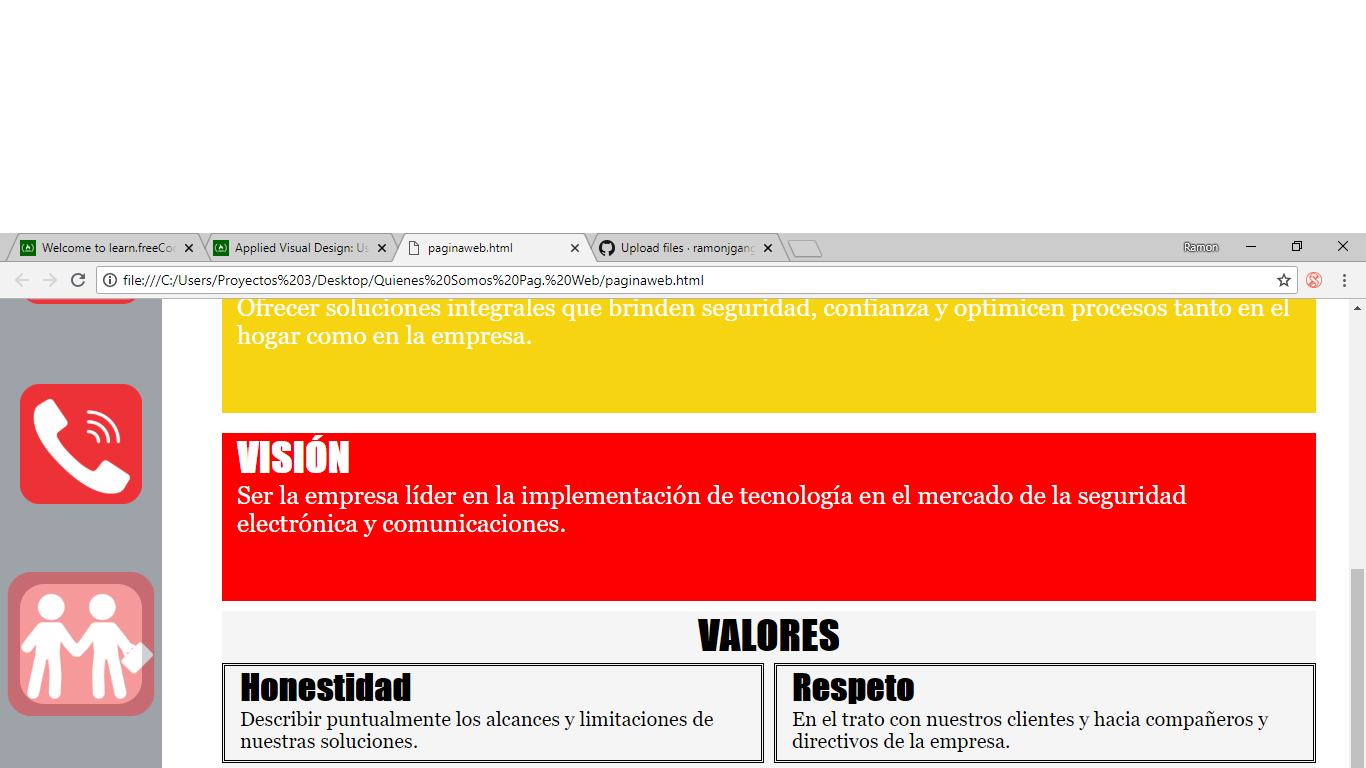 Welcome to learn.freeCo
Applied Visual Design: Us
paginaweb.html
Upload files · ramonjgang
Ramon
file:///C:/Users/Proyectos%203/Desktop/Quienes%20Somos%20Pag.%20Web/paginaweb.html
Ofrecer soluciones integrales que brinden seguridad, confianza y optimicen procesos tanto en el
hogar como en la empresa.
VISIÓN
Ser la empresa líder en la implementación de tecnología en el mercado de la seguridad
electrónica y comunicaciones.
VALORES
Honestidad
Describir puntualmente los alcances y limitaciones de
nuestras soluciones.
Respeto
En el trato con nuestros clientes y hacia compañeros y
directivos de la empresa.